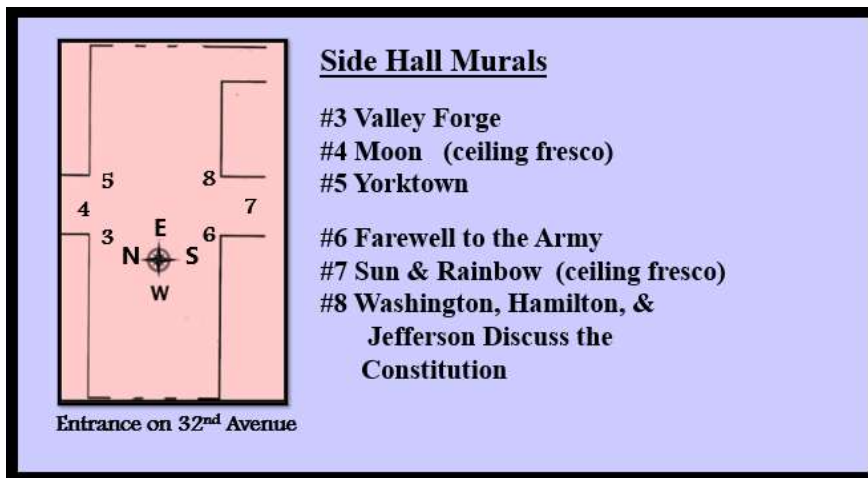 Side Hall Murals
#3 Valley Forge
#4 Moon (ceiling fresco)
#5 Yorktown
#6 Farewell to the Army
#7 Sun & Rainbow (ceiling fresco)
#8 Washington, Hamilton, &
Jefferson Discuss the
Constitution
5 8
4 7
3 E 6
N S
W
Entrance on 32nd Avenue